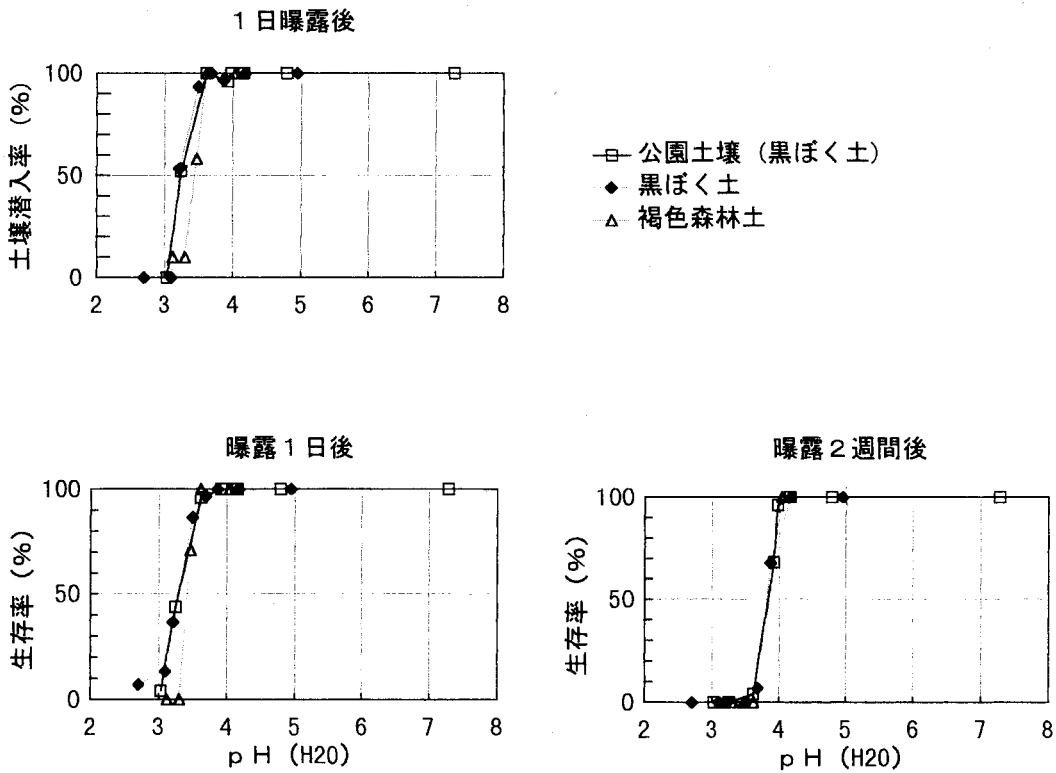 1日曝露後
土壌潜入率 (%)
100
50
0
2 3 4 5 6 7 8
公園土壌 (黒ぼく土)
黒ぼく土
褐色森林土
曝露1日後
生存率 (%)
100
50
0
2 3 4 5 6 7 8
pH (H2O)
曝露2週間後
生存率 (%)
100
50
0
2 3 4 5 6 7 8
pH (H2O)